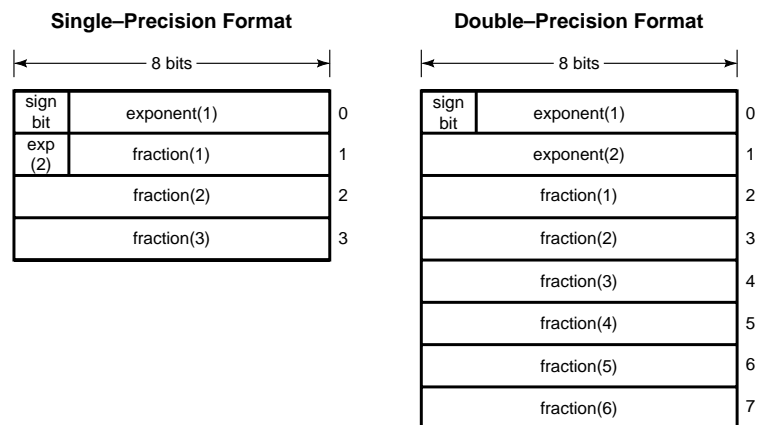 Single–Precision Format
8 bits
sign
bit
exponent(1)
0
exp
(2)
fraction(1)
1
fraction(2)
2
fraction(3)
3
Double–Precision Format
8 bits
sign
bit
exponent(1)
0
exponent(2)
1
fraction(1)
2
fraction(2)
3
fraction(3)
4
fraction(4)
5
fraction(5)
6
fraction(6)
7